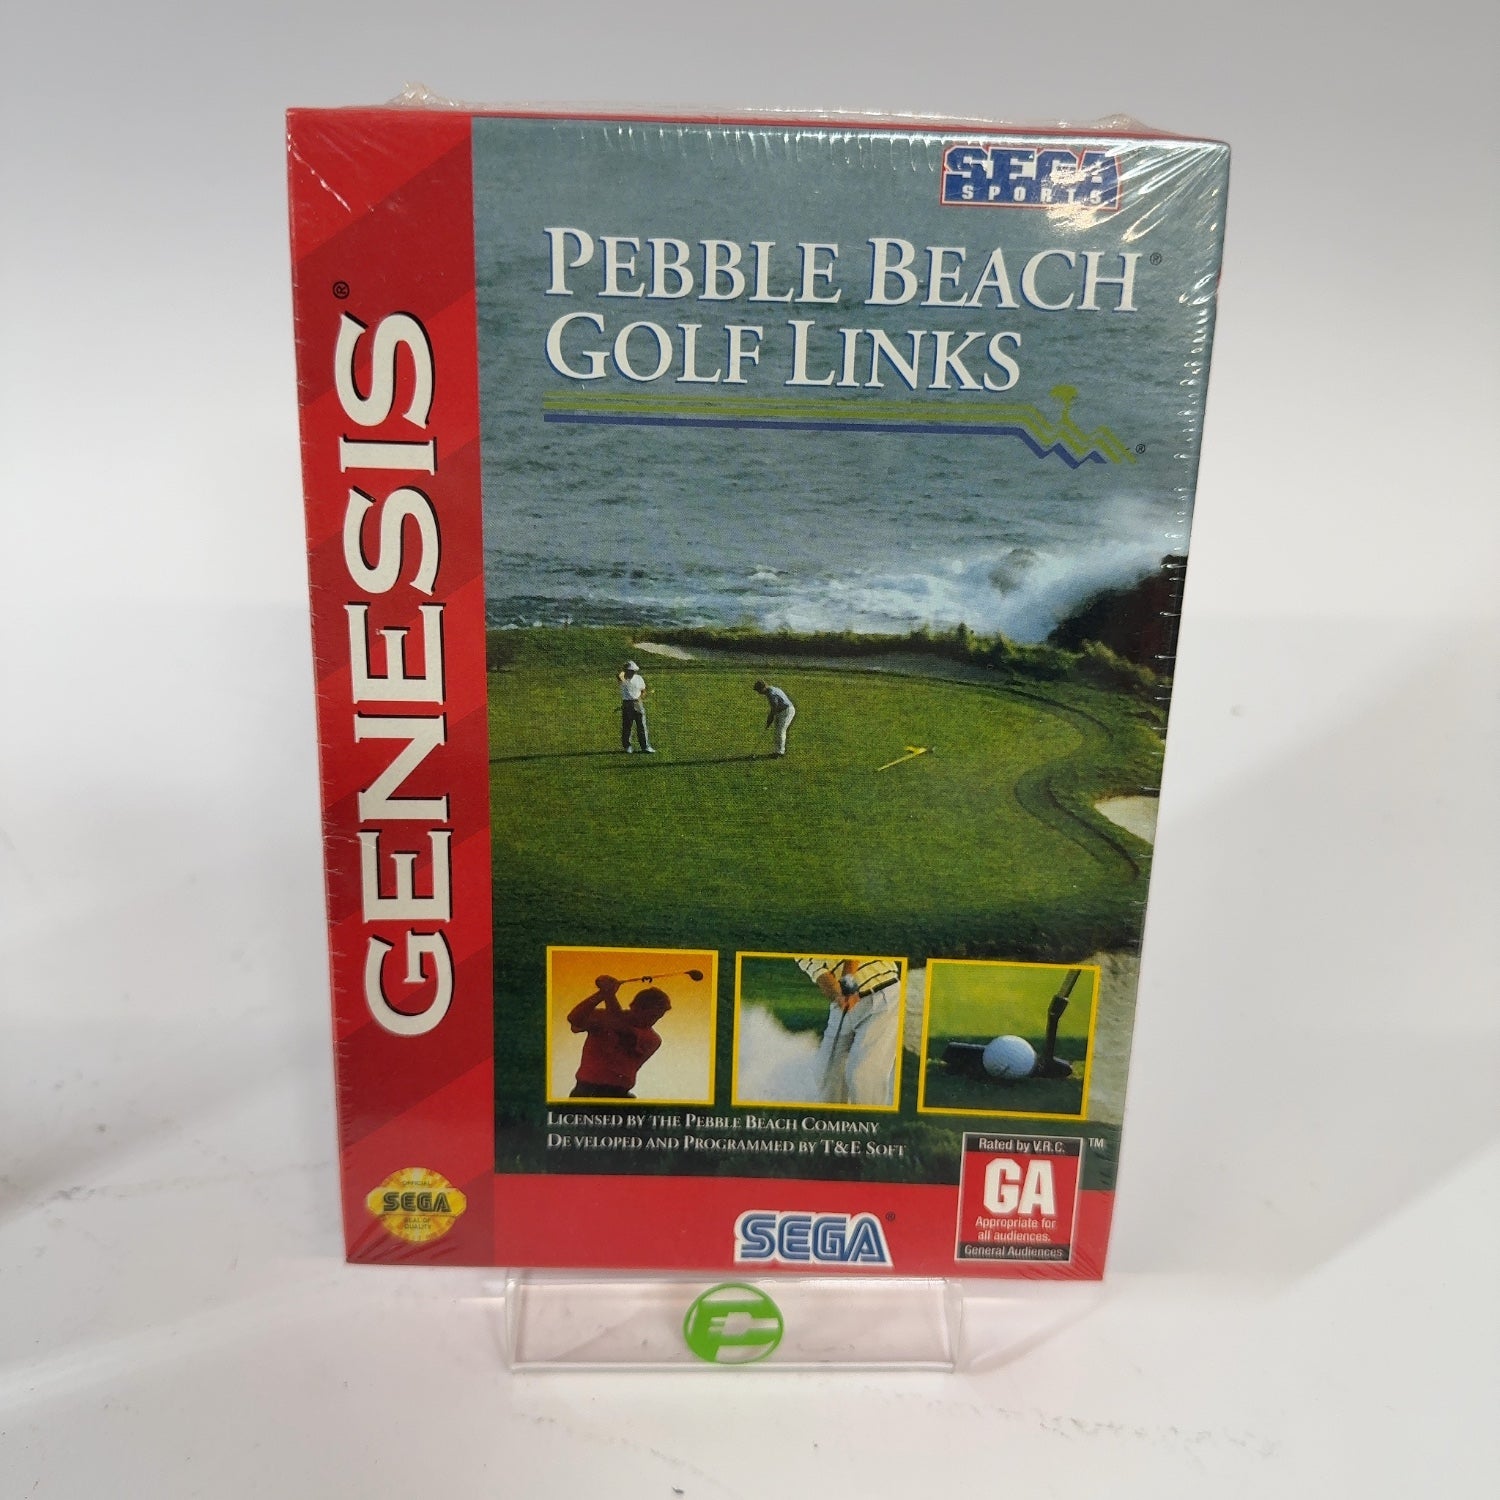 SEGA
SPORTS
PEBBLE BEACH®
GOLF LINKS
®
GENESIS®
LICENSED BY THE PEBBLE BEACH COMPANY
DEVELOPED AND PROGRAMMED BY T&E SOFT
Rated by V.R.C.
TM
GA
Appropriate for
all audiences.
General Audiences
OFFICIAL
SEGA
SEAL OF
QUALITY
SEGA®